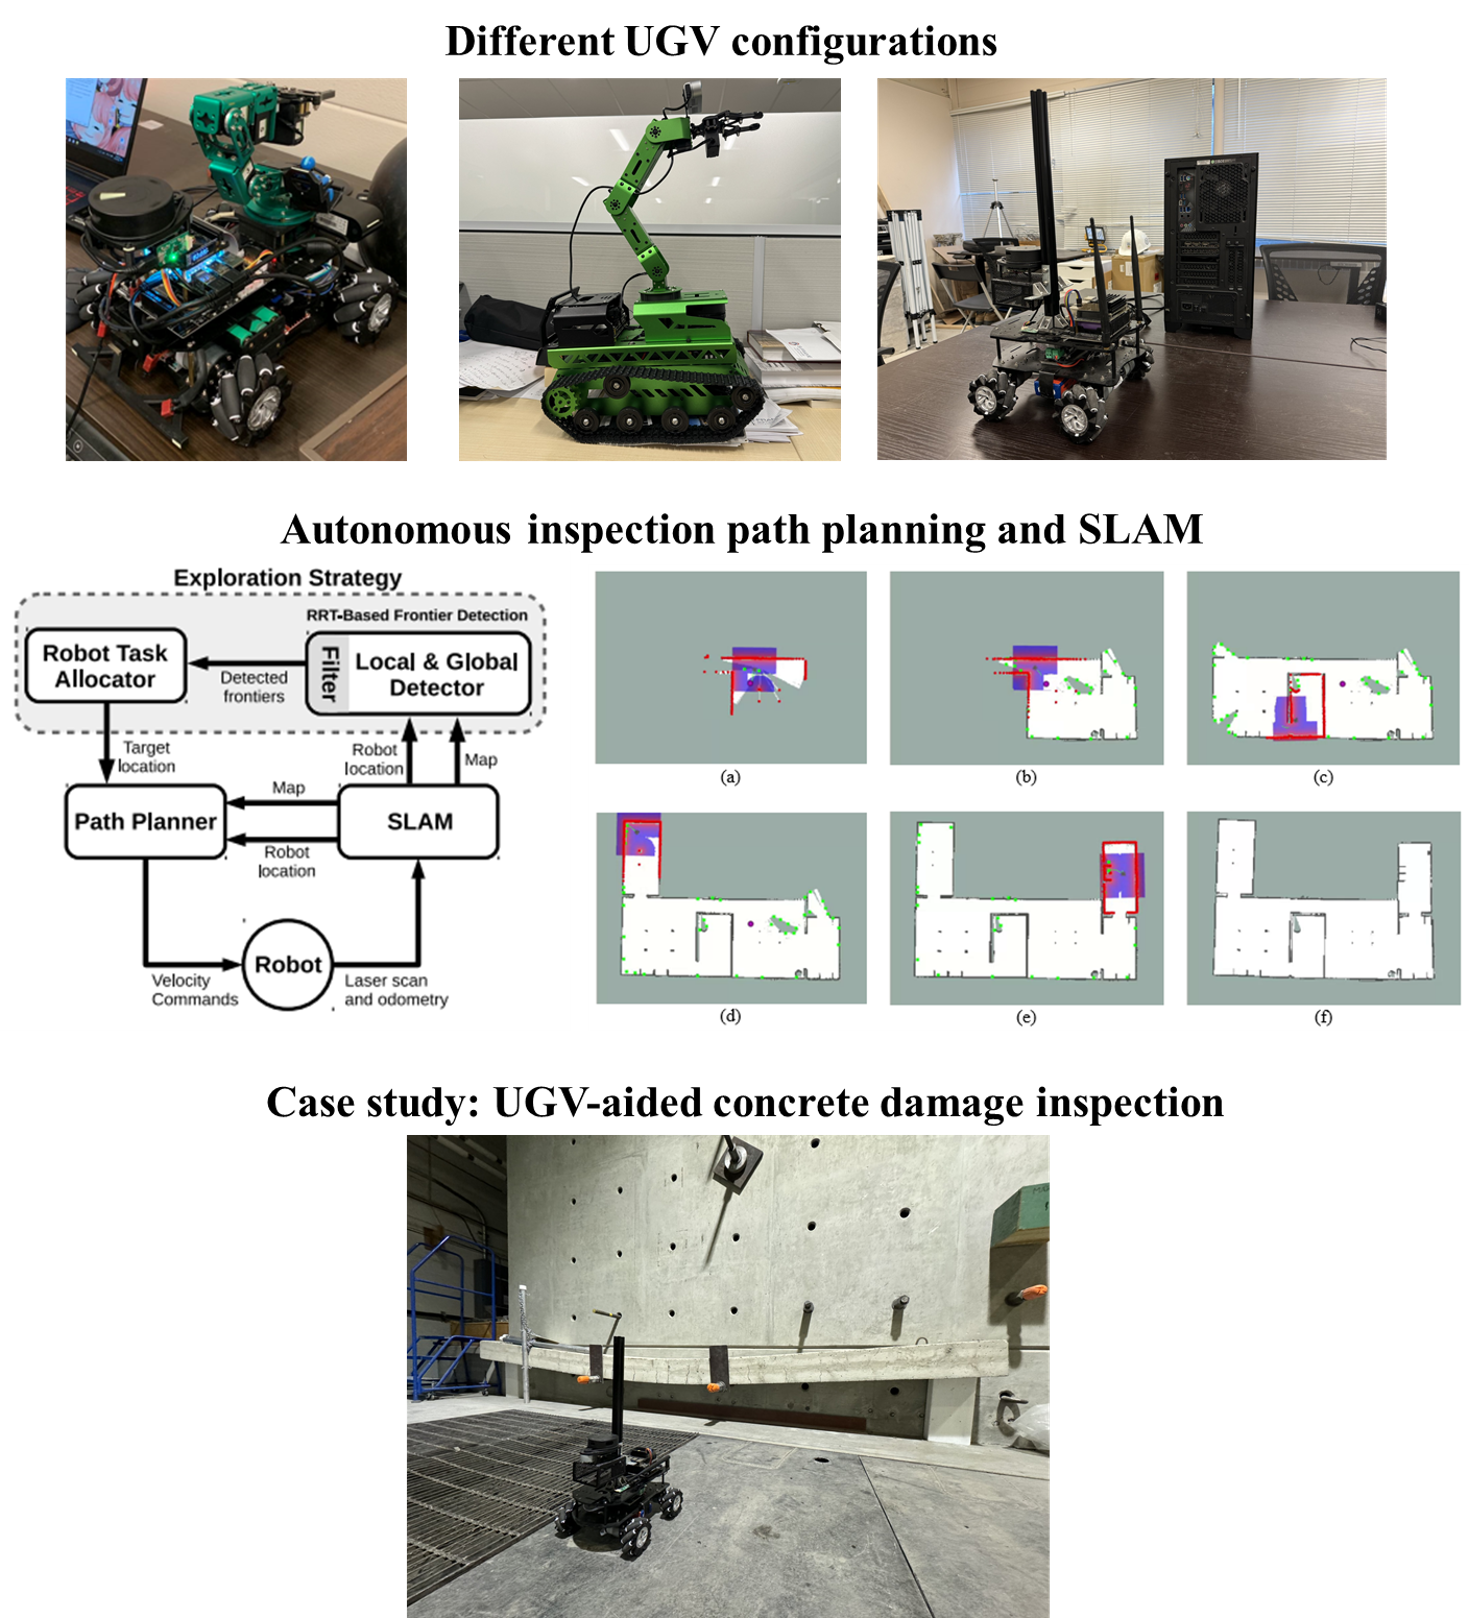 Different UGV configurations
Autonomous inspection path planning and SLAM
Exploration Strategy
RRT-Based Frontier Detection
Robot Task
Allocator
Detected
frontiers
Filter
Local & Global
Detector
Target
location
Robot
location
Map
Path Planner
Map
Robot
location
SLAM
Robot
Velocity
Commands
Laser scan
and odometry
(a)
(b)
(c)
(d)
(e)
(f)
Case study: UGV-aided concrete damage inspection